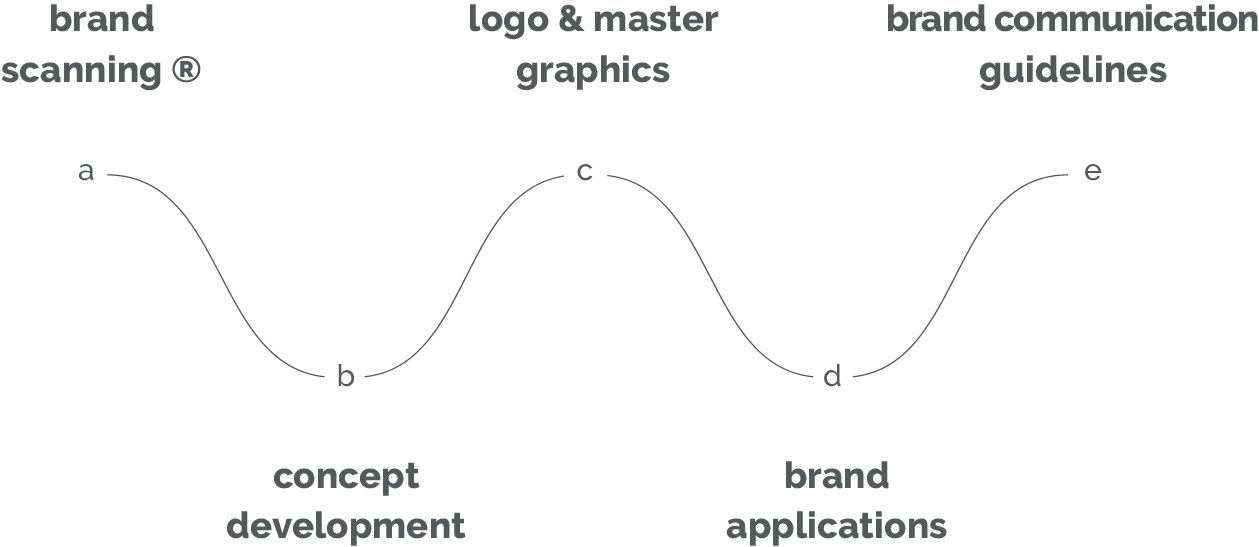 brand
scanning ®
logo & master
graphics
brand communication
guidelines
a
c
e
b
d
concept
development
brand
applications